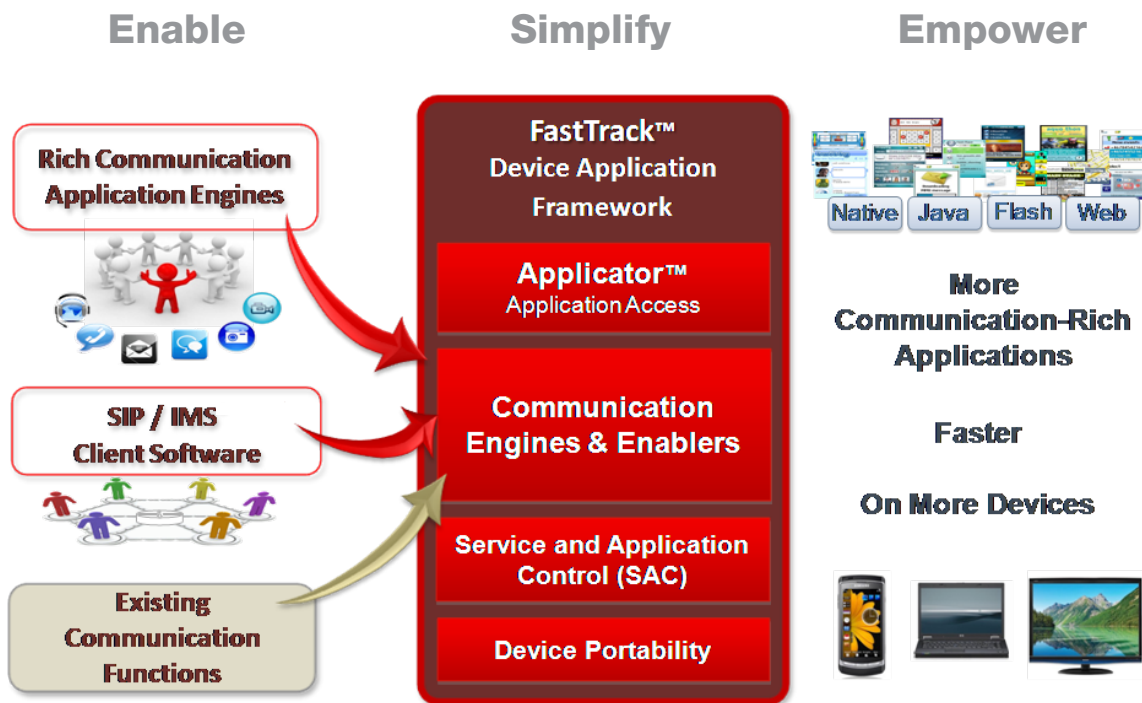 Enable
Simplify
Empower
Rich Communication
Application Engines
SIP / IMS
Client Software
Existing
Communication
Functions
FastTrack™
Device Application
Framework
Applicator™
Application Access
Communication
Engines & Enablers
Service and Application
Control (SAC)
Device Portability
Native
Java
Flash
Web
More
Communication-Rich
Applications
Faster
On More Devices